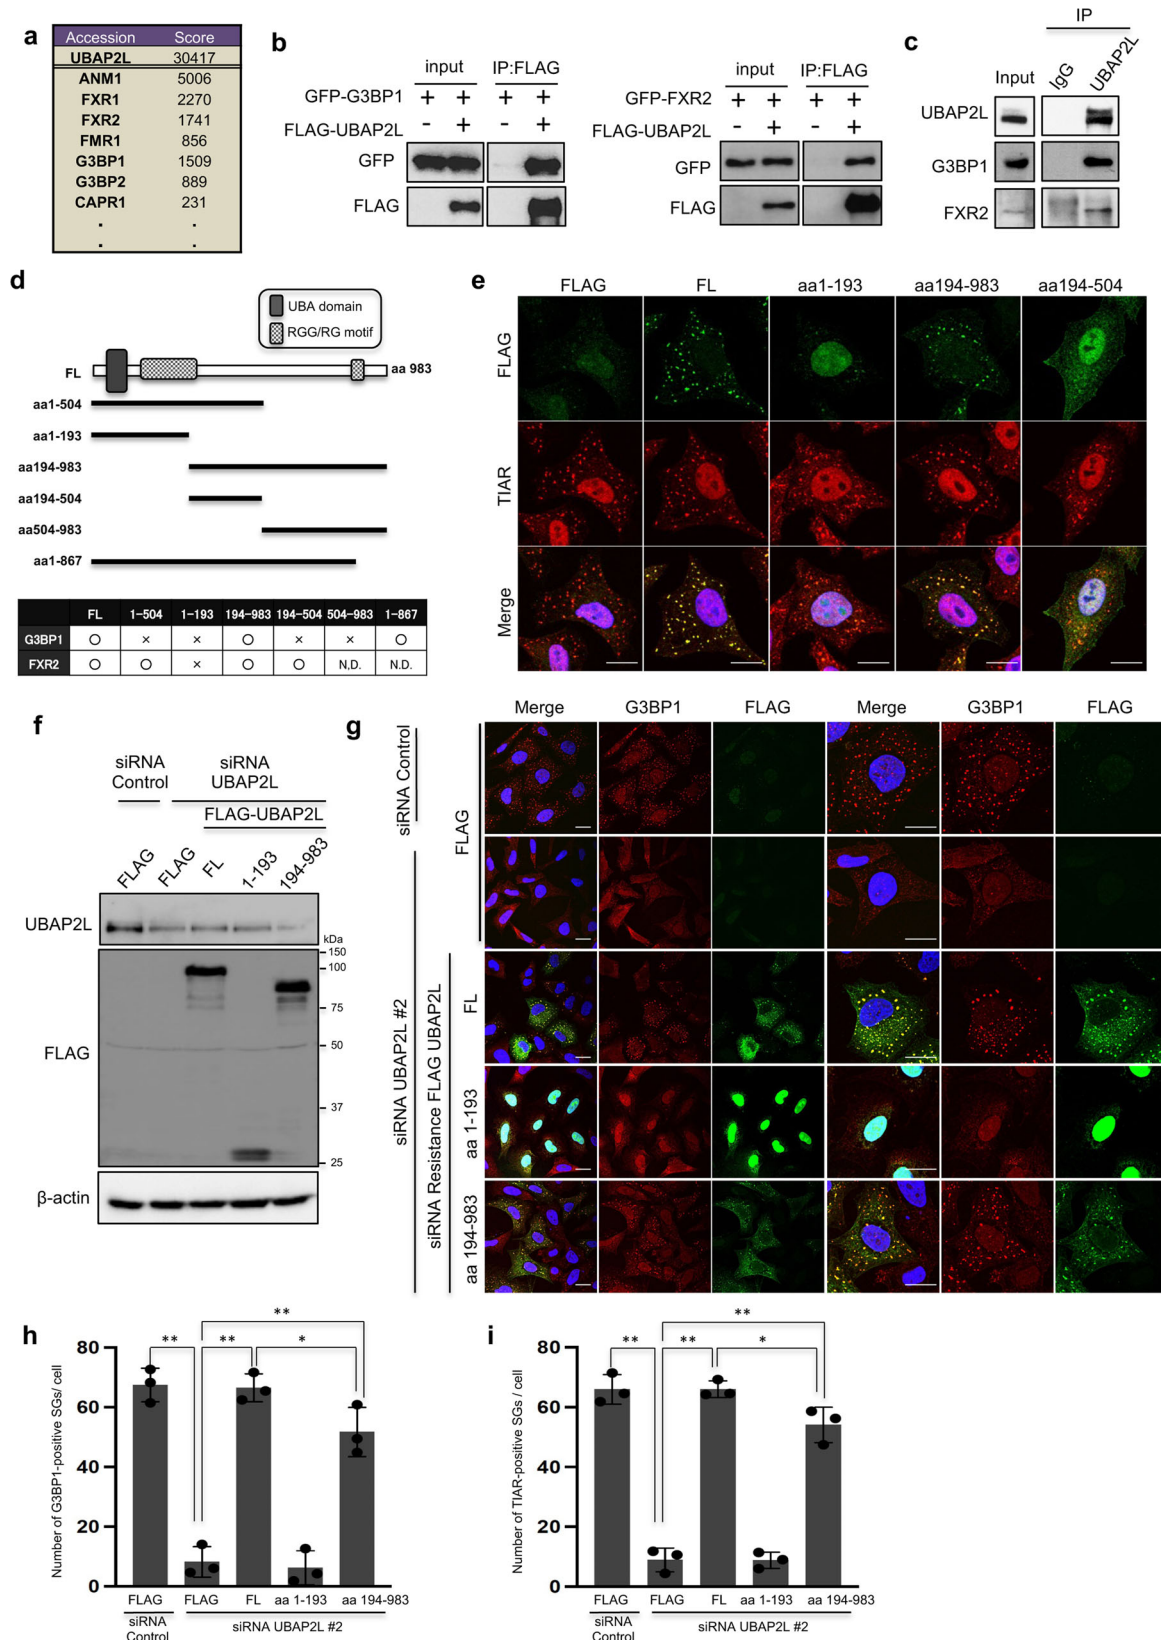 a
Accession Score
UBAP2L 30417
ANM1 5006
FXR1 2270
FXR2 1741
FMR1 856
G3BP1 1509
G3BP2 889
CAPR1 231
. .
. .
b
input IP:FLAG
GFP-G3BP1 + + + +
FLAG-UBAP2L - + - +
GFP
FLAG
input IP:FLAG
GFP-FXR2 + + + +
FLAG-UBAP2L - + - +
GFP
FLAG
c
IP
Input IgG UBAP2L
UBAP2L
G3BP1
FXR2
d
UBA domain
RGG/RG motif
FL aa 983
aa1-504
aa1-193
aa194-983
aa194-504
aa504-983
aa1-867
FL 1-504 1-193 194-983 194-504 504-983 1-867
G3BP1 O × × O × × O
FXR2 O O × O O N.D. N.D.
e
FLAG FL aa1-193 aa194-983 aa194-504
FLAG
TIAR
Merge
f
siRNA Control
siRNA UBAP2L
FLAG-UBAP2L
FLAG FLAG FL 1-193 194-983
UBAP2L
kDa
150
100
75
FLAG
50
37
25
β-actin
g
Merge G3BP1 FLAG Merge G3BP1 FLAG
siRNA Control
siRNA UBAP2L #2
FLAG
siRNA Resistance FLAG UBAP2L
FL
aa 1-193
aa 194-983
h
Number of G3BP1-positive SGs/ cell
80
60
40
20
0
** ** * **
FLAG FLAG FL aa 1-193 aa 194-983
siRNA Control
siRNA UBAP2L #2
i
Number of TIAR-positive SGs/ cell
80
60
40
20
0
** ** * **
FLAG FLAG FL aa 1-193 aa 194-983
siRNA Control
siRNA UBAP2L #2